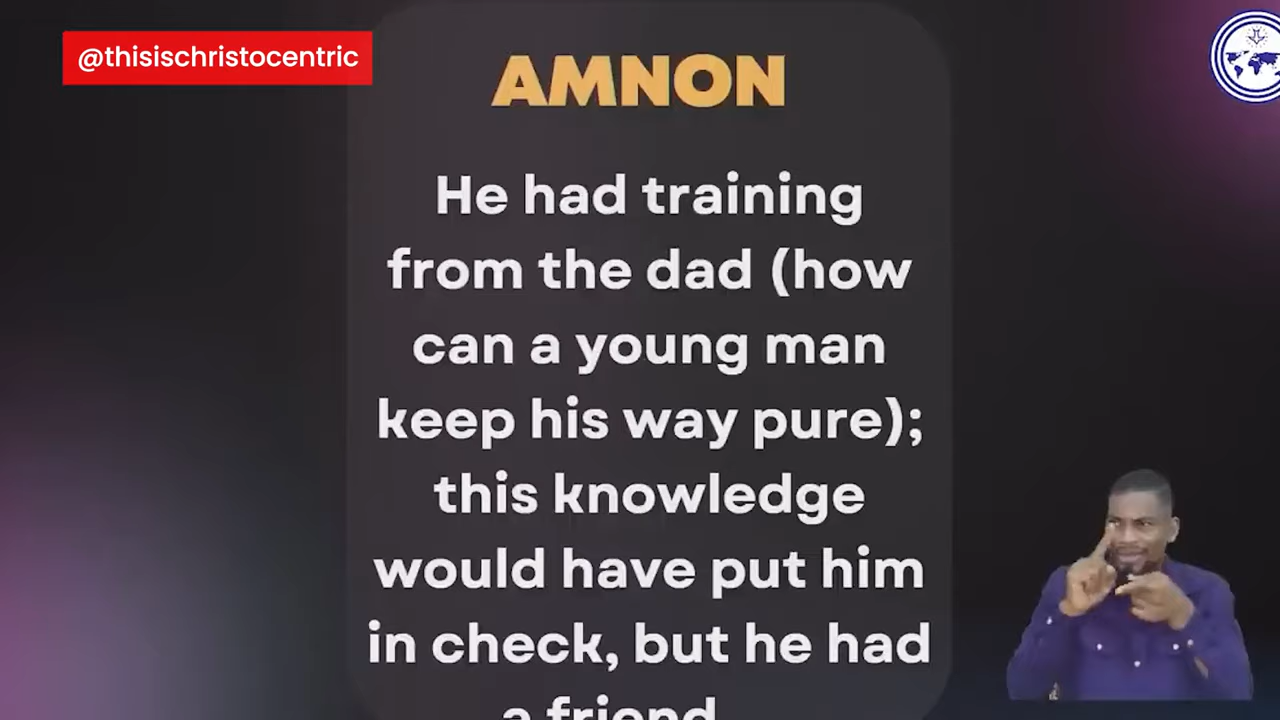 @thisischristocentric
AMNON
He had training
from the dad (how
can a young man
keep his way pure);
this knowledge
would have put him
in check, but he had
a friend